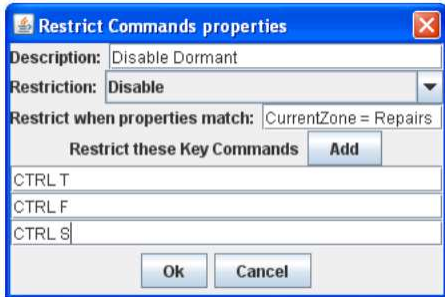 Restrict Commands properties
Description: Disable Dormant
Restriction: Disable
Restrict when properties match: CurrentZone = Repairs
Restrict these Key Commands Add
CTRL T
CTRL F
CTRL S
Ok Cancel